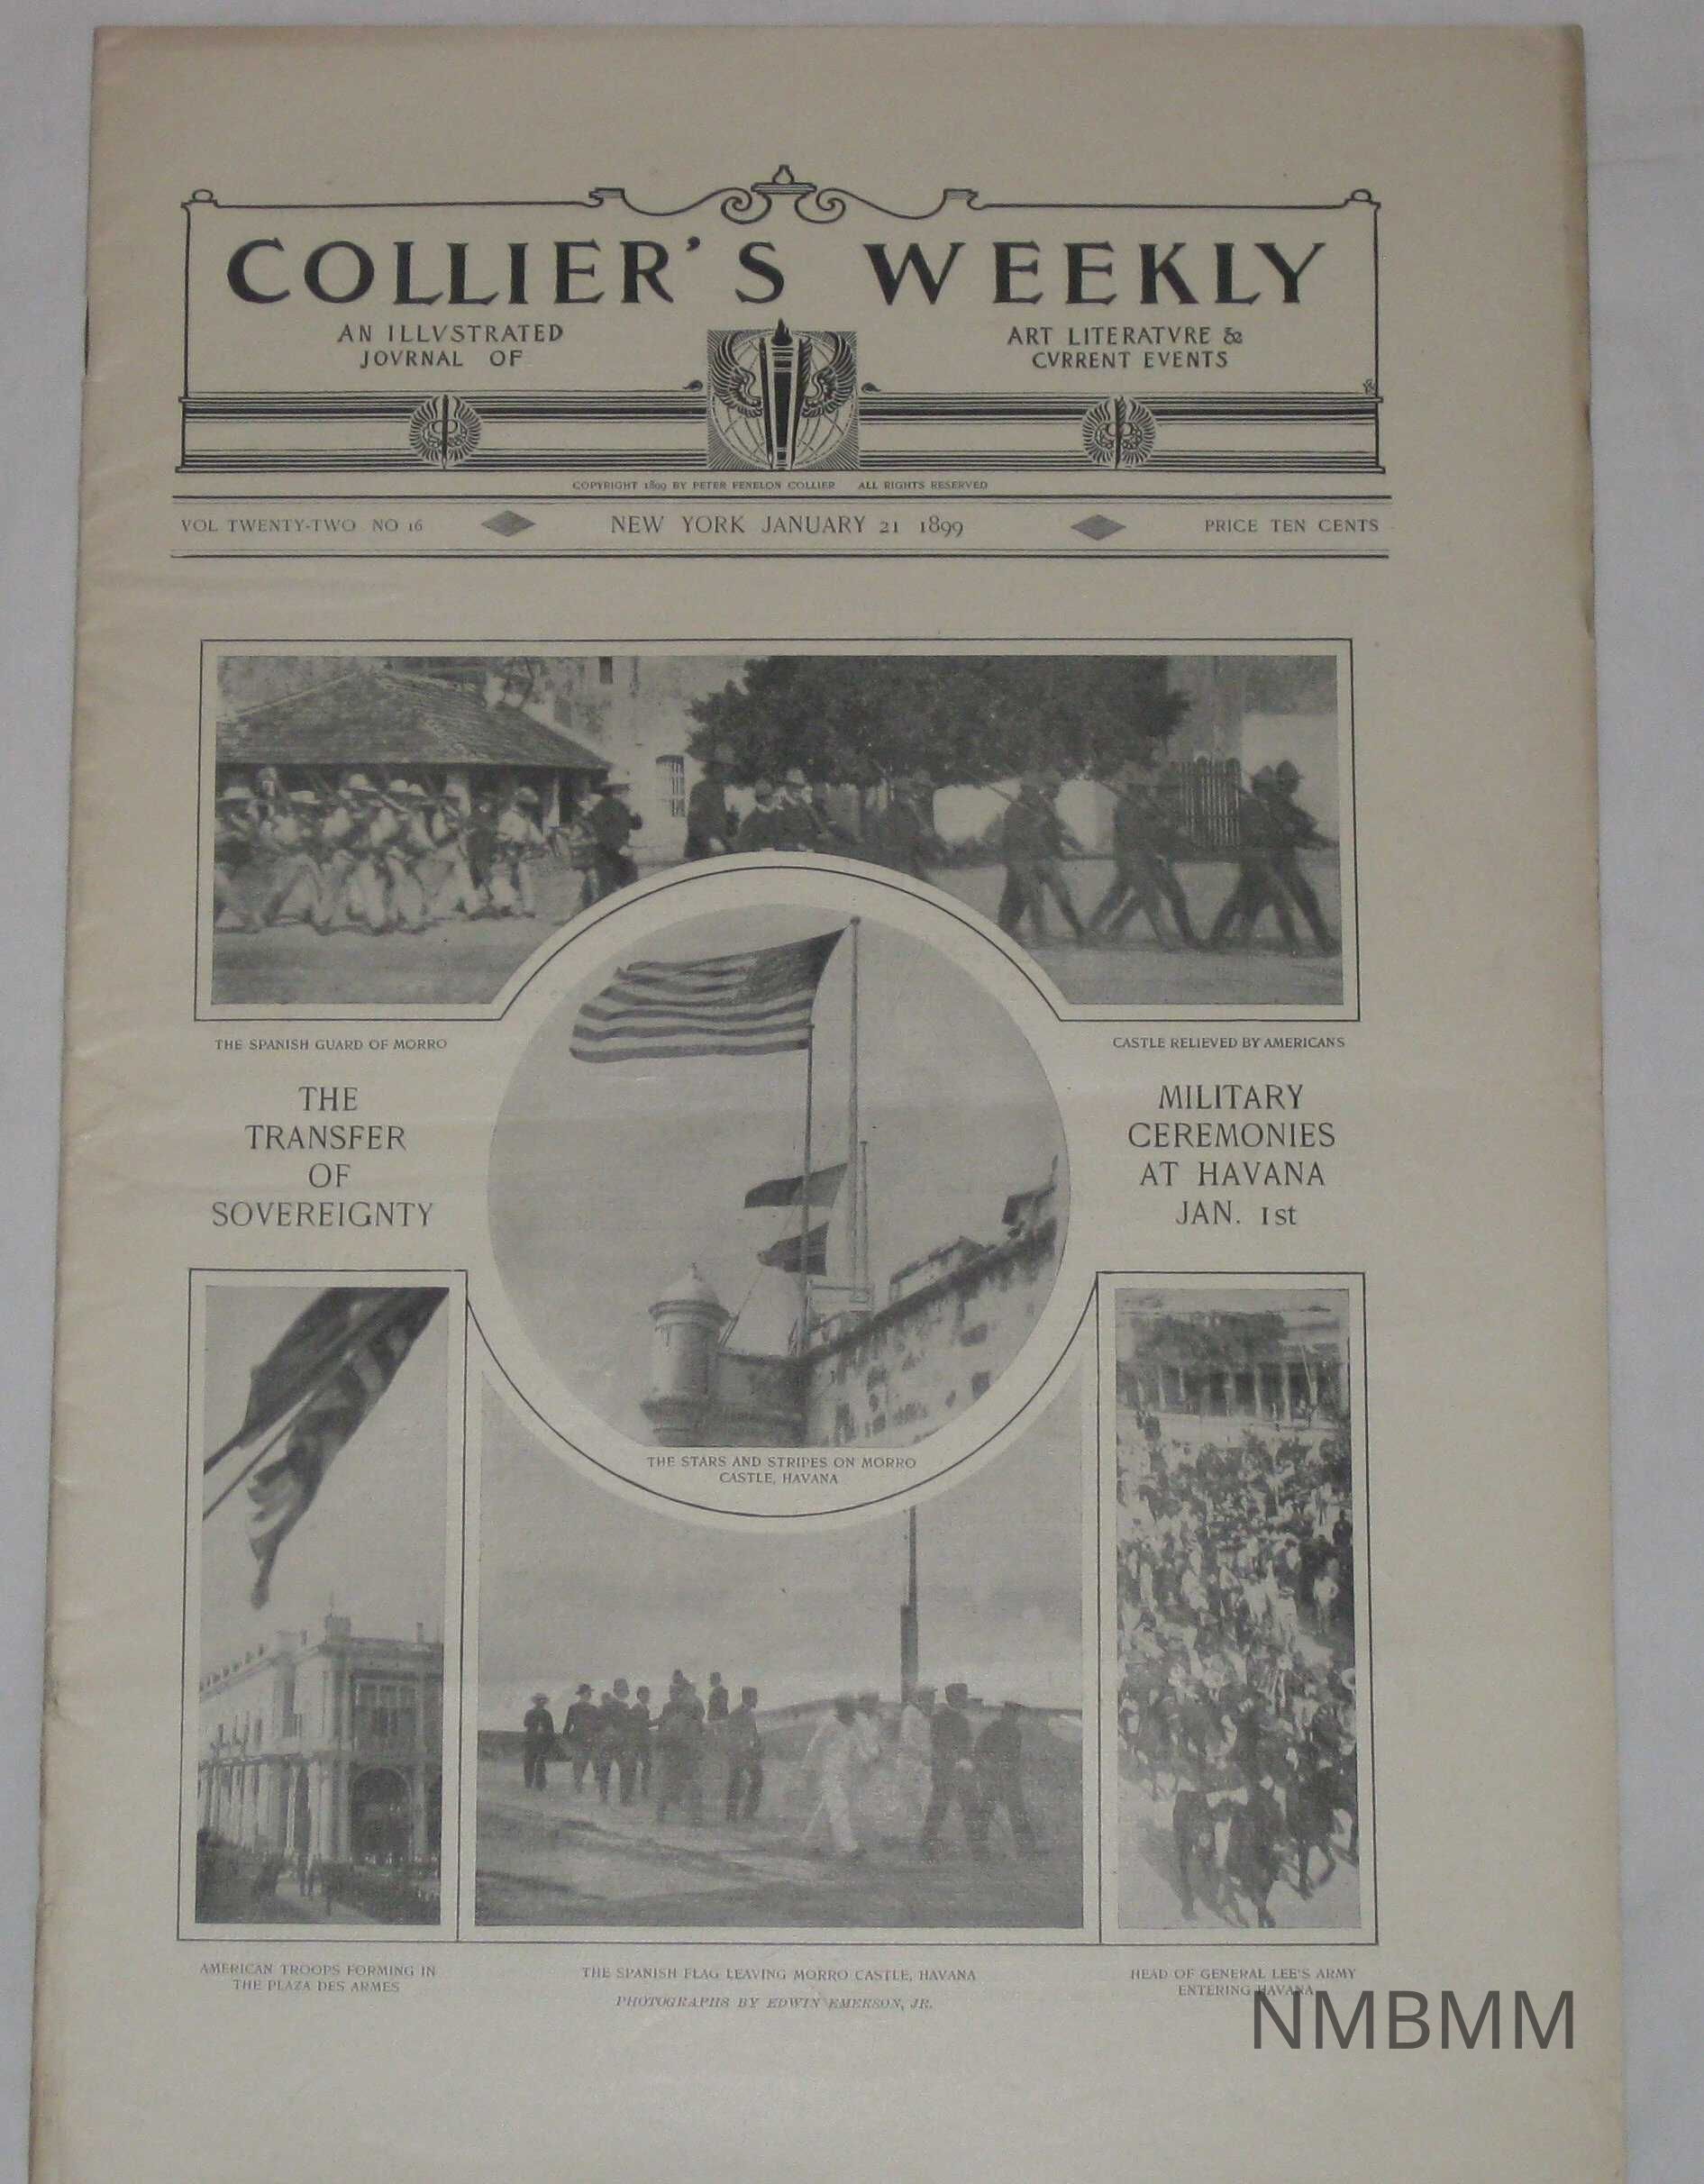 COLLIER'S WEEKLY
AN ILLVSTRATED
JOVRNAL OF
ART LITERATVRE &
CVRRENT EVENTS
COPYRIGHT 1899 BY PETER FENELON COLLIER ALL RIGHTS RESERVED
VOL TWENTY-TWO NO 16 NEW YORK JANUARY 21 1899 PRICE TEN CENTS
THE SPANISH GUARD OF MORRO
CASTLE RELIEVED BY AMERICANS
THE
TRANSFER
OF
SOVEREIGNTY
MILITARY
CEREMONIES
AT HAVANA
JAN. 1st
THE STARS AND STRIPES ON MORRO
CASTLE, HAVANA
AMERICAN TROOPS FORMING IN
THE PLAZA DES ARMES
THE SPANISH FLAG LEAVING MORRO CASTLE, HAVANA
PHOTOGRAPHS BY EDWIN EMERSON, JR.
HEAD OF GENERAL LEE'S ARMY
ENTERING HAVANA
NMBMM